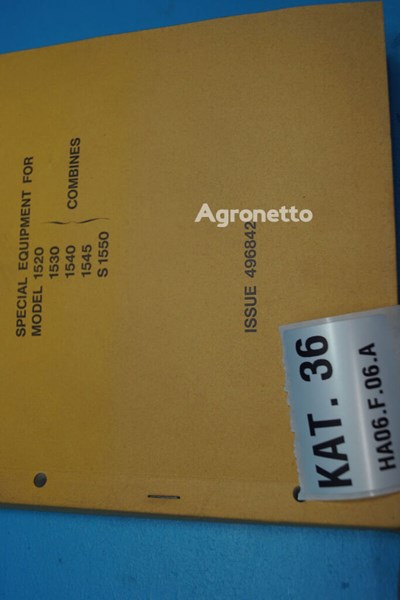 SPECIAL EQUIPMENT FOR
MODEL 1520
1530
1540 COMBINES
1545
S 1550
ISSUE 496842
Agronetto
KAT. 36
HA06.F.06.A